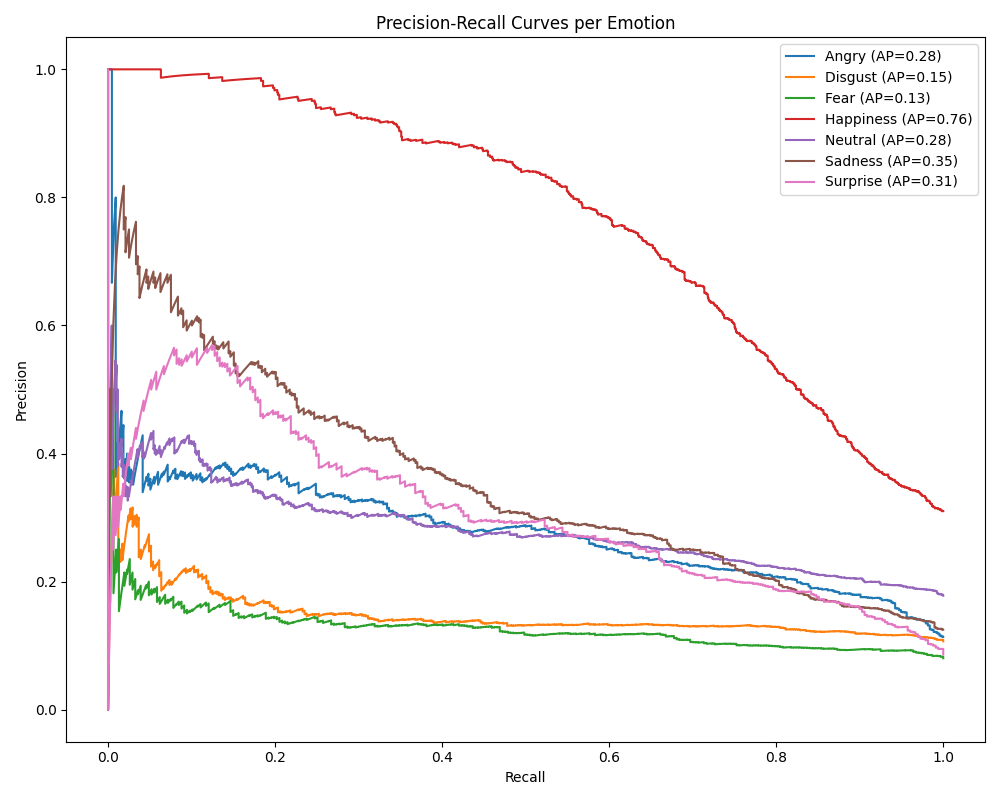 Precision-Recall Curves per Emotion
Angry (AP=0.28)
Disgust (AP=0.15)
Fear (AP=0.13)
Happiness (AP=0.76)
Neutral (AP=0.28)
Sadness (AP=0.35)
Surprise (AP=0.31)
1.0
0.8
0.6
0.4
0.2
0.0
Precision
0.0 0.2 0.4 0.6 0.8 1.0
Recall